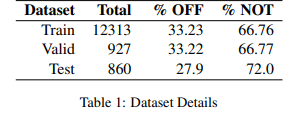 Dataset Total % OFF % NOT
Train 12313 33.23 66.76
Valid 927 33.22 66.77
Test 860 27.9 72.0
Table 1: Dataset Details